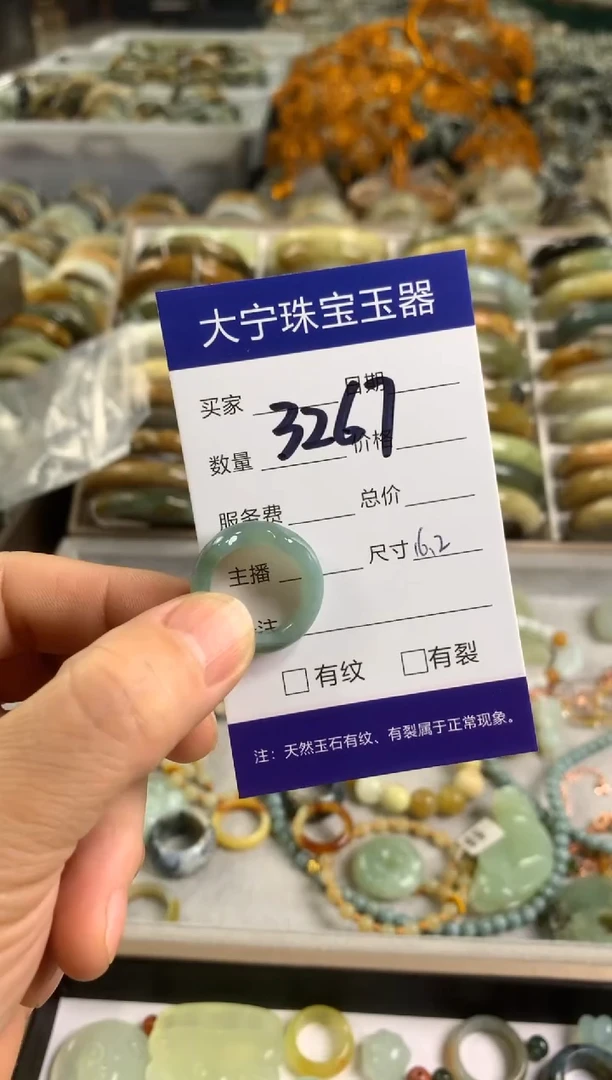 大宁珠宝玉器
买家 日期
3267
数量 价格
服务费 总价
主播 尺寸 16.2
注
有纹 有裂
注：天然玉石有纹、有裂属于正常现象。